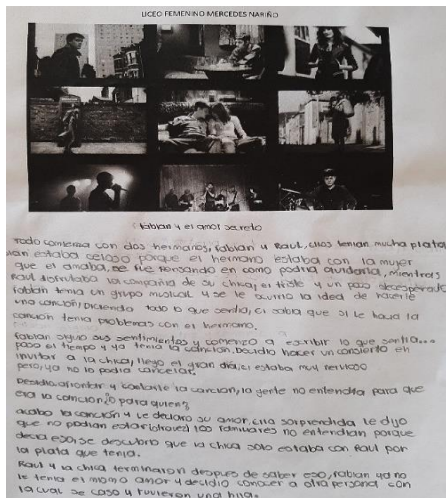 LICEO FEMENINO MERCEDES NARIÑO
Fabian y el amor secreto
Todo comienza con dos hermanos, Fabian y Raul, ellos tenian mucha plata
estaba celoso porque el hermano estaba con la mujer
que el amaba, se fue pensando en como podria olvidarla, mientras
Raul disfrutaba la compañia de su chica, el triste y un poco desesperado
Fabian tenia un grupo musical y se le ocurrio la idea de hacerle
una canción, diciendo todo lo que sentia, el sabia que si le hacia la
canción tenia problemas con el hermano.
Fabian siguio sus sentimientos y comenzo a escribir lo que sentia...
paso el tiempo y ya tenia la canción, decidio hacer un concierto en
invitar a la chica, llego el gran dia; el estaba muy nervioso
pero, ya no lo podia cancelar.
Decidio afrontar y cantarle la canción, la gente no entendia para que
era la canción ¿o para quien?
acabo la canción y le declaro su amor, ella sorprendida le dijo
que no podian estar los familiares no entendian porque
decia eso, se descubrio que la chica solo estaba con Raul por
la plata que tenia.
Raul y la chica terminaron despues de saber eso, Fabian ya no
le tenia el mismo amor y decidio conocer a otra persona con
la cual se caso y tuvieron una hija.